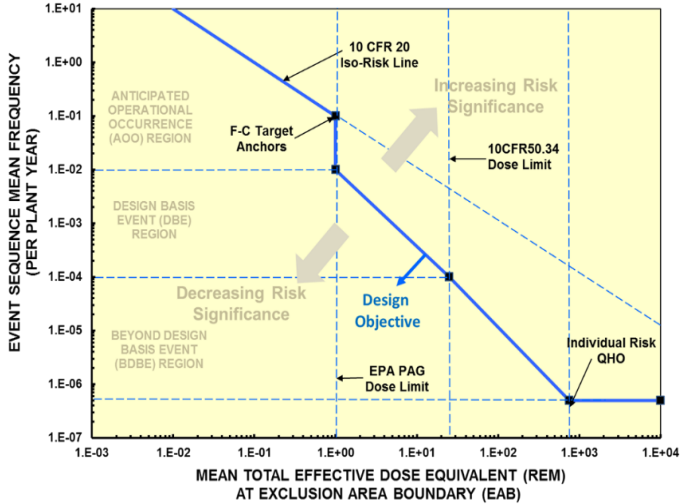 EVENT SEQUENCE MEAN FREQUENCY
(PER PLANT YEAR)
1.E+01
1.E+00
1.E-01
1.E-02
1.E-03
1.E-04
1.E-05
1.E-06
1.E-07
10 CFR 20
Iso-Risk Line
Increasing Risk
Significance
ANTICIPATED
OPERATIONAL
OCCURRENCE
(AOO) REGION
F-C Target
Anchors
10CFR50.34
Dose Limit
DESIGN BASIS
EVENT (DBE)
REGION
Decreasing Risk
Significance
Design
Objective
BEYOND DESIGN
BASIS EVENT
(BDBE) REGION
EPA PAG
Dose Limit
Individual Risk
QHO
1.E-03
1.E-02
1.E-01
1.E+00
1.E+01
1.E+02
1.E+03
1.E+04
MEAN TOTAL EFFECTIVE DOSE EQUIVALENT (REM)
AT EXCLUSION AREA BOUNDARY (EAB)